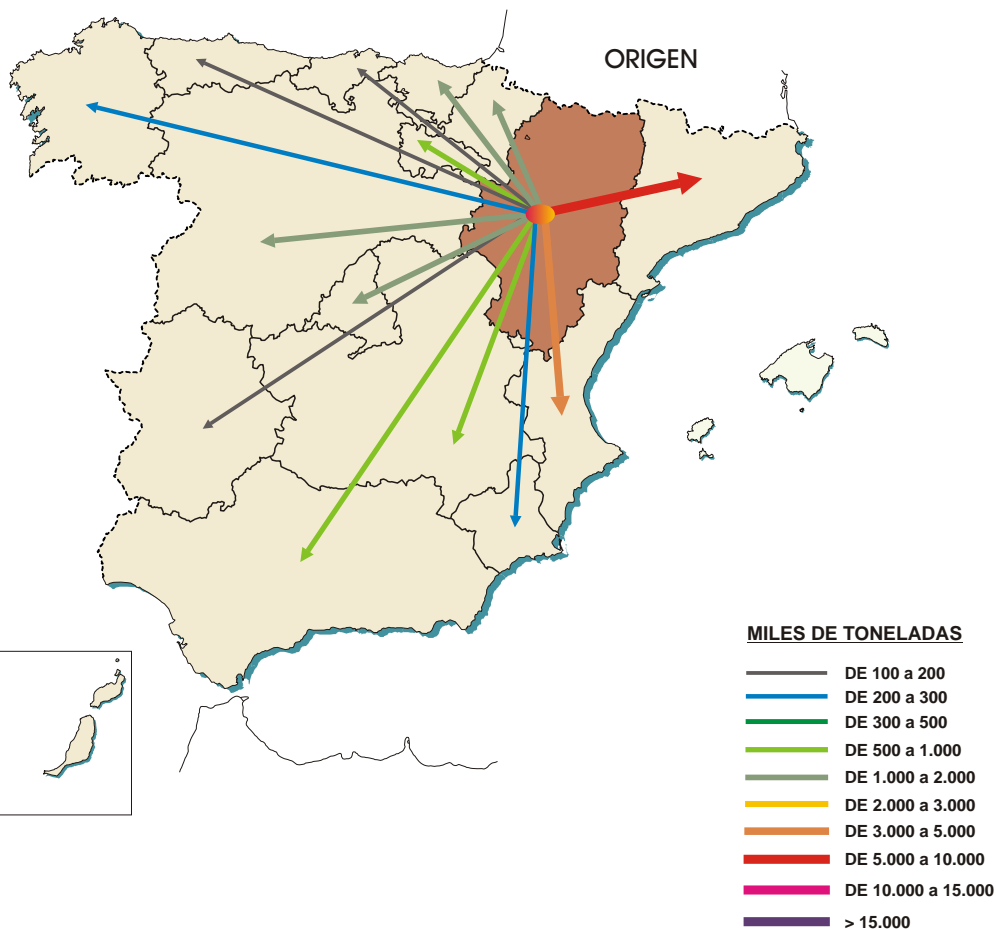 ORIGEN
MILES DE TONELADAS
DE 100 a 200
DE 200 a 300
DE 300 a 500
DE 500 a 1.000
DE 1.000 a 2.000
DE 2.000 a 3.000
DE 3.000 a 5.000
DE 5.000 a 10.000
DE 10.000 a 15.000
> 15.000